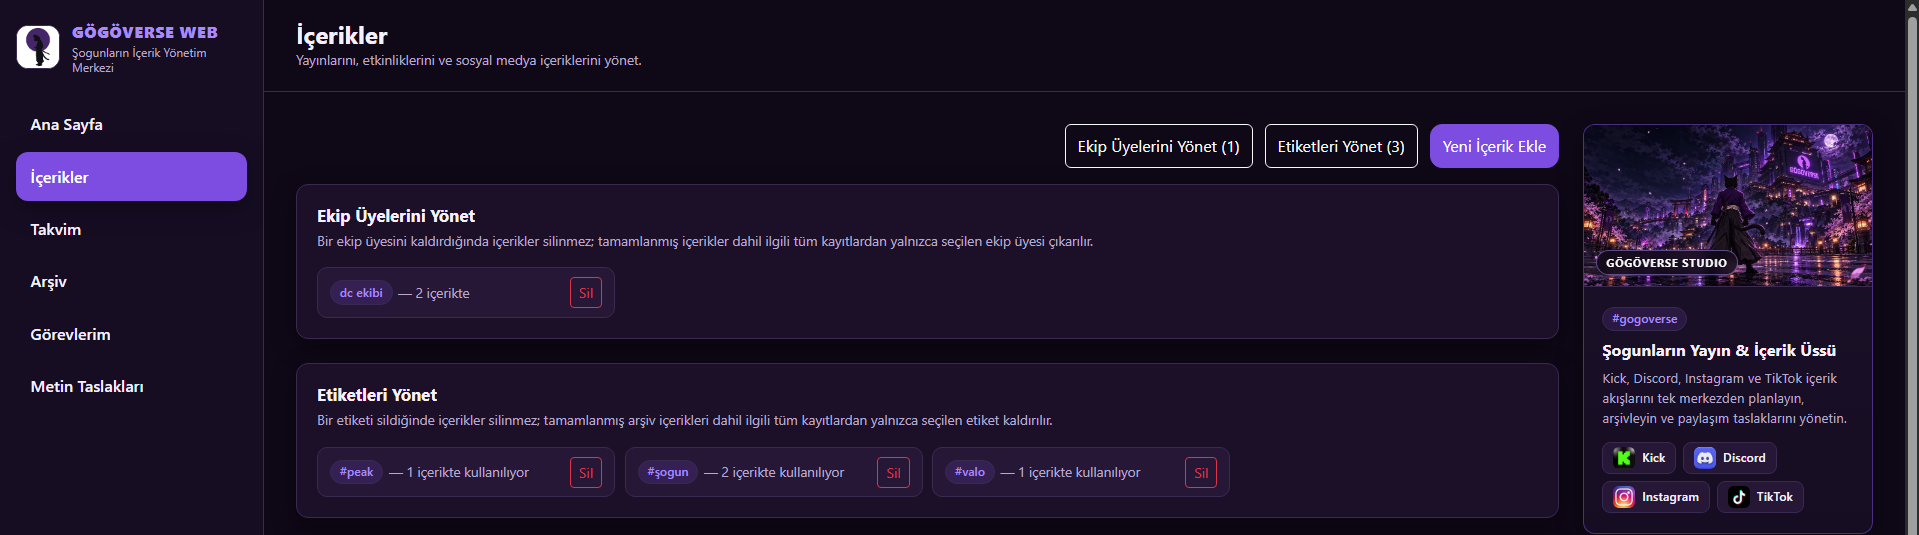 GÖGÖVERSE WEB
Şogunların İçerik Yönetim
Merkezi
Ana Sayfa
İçerikler
Takvim
Arşiv
Görevlerim
Metin Taslakları
İçerikler
Yayınlarını, etkinliklerini ve sosyal medya içeriklerini yönet.
Ekip Üyelerini Yönet (1)
Etiketleri Yönet (3)
Yeni İçerik Ekle
Ekip Üyelerini Yönet
Bir ekip üyesini kaldırdığında içerikler silinmez; tamamlanmış içerikler dahil ilgili tüm kayıtlardan yalnızca seçilen ekip üyesi çıkarılır.
dc ekibi — 2 içerikte Sil
Etiketleri Yönet
Bir etiketi sildiğinde içerikler silinmez; tamamlanmış arşiv içerikleri dahil ilgili tüm kayıtlardan yalnızca seçilen etiket kaldırılır.
#peak — 1 içerikte kullanılıyor Sil
#şogun — 2 içerikte kullanılıyor Sil
#valo — 1 içerikte kullanılıyor Sil
GÖGÖVERSE
GÖGÖVERSE STUDIO
#gogoverse
Şogunların Yayın & İçerik Üssü
Kick, Discord, Instagram ve TikTok içerik
akışlarını tek merkezden planlayın,
arşivleyin ve paylaşım taslaklarını yönetin.
Kick
Discord
Instagram
TikTok